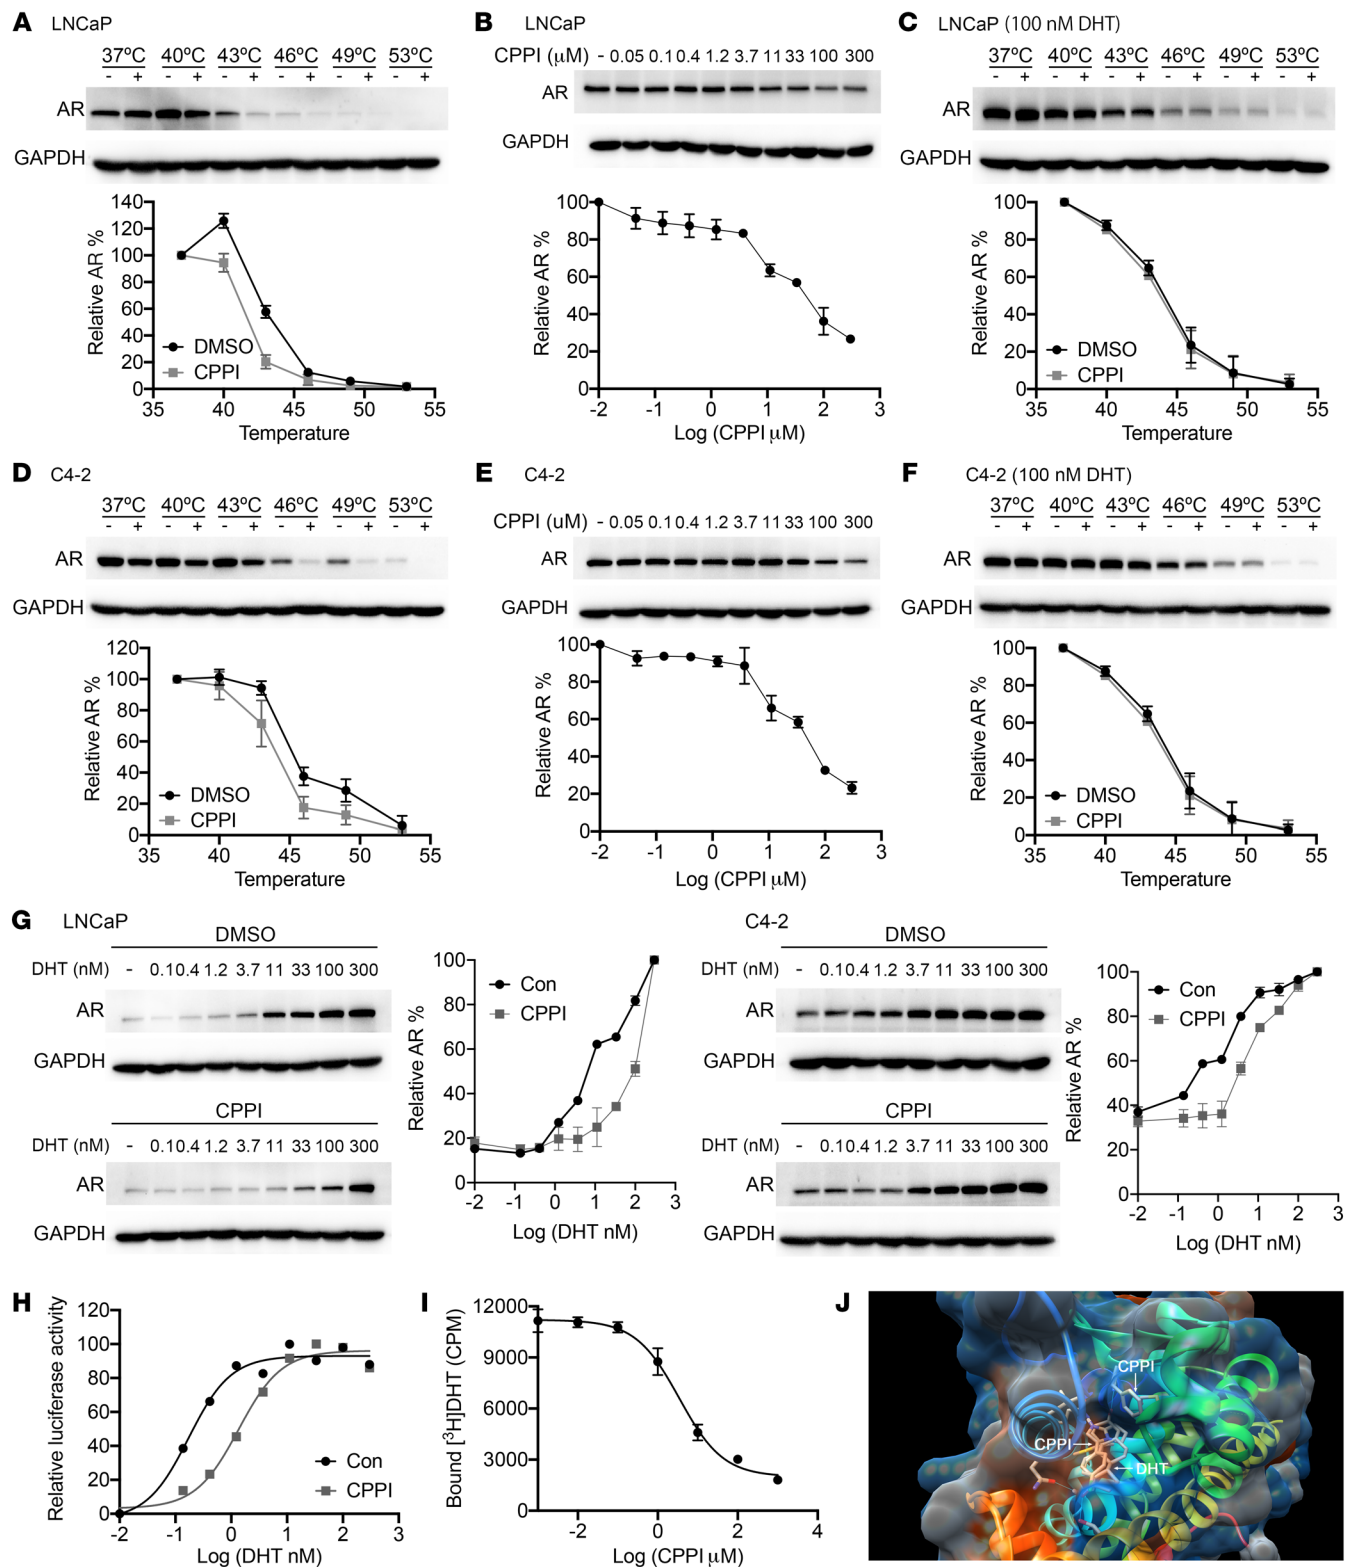 A LNCaP
37ºC 40ºC 43ºC 46ºC 49ºC 53ºC
- + - + - + - + - + - +
AR
GAPDH
140
120
100
80
60
40
20
0
Relative AR %
DMSO
CPPI
35 40 45 50 55
Temperature
B LNCaP
CPPI (µM) - 0.05 0.1 0.4 1.2 3.7 11 33 100 300
AR
GAPDH
100
80
60
40
20
0
Relative AR %
-2 -1 0 1 2 3
Log (CPPI µM)
C LNCaP (100 nM DHT)
37ºC 40ºC 43ºC 46ºC 49ºC 53ºC
- + - + - + - + - + - +
AR
GAPDH
100
80
60
40
20
0
Relative AR %
DMSO
CPPI
35 40 45 50 55
Temperature
D C4-2
37ºC 40ºC 43ºC 46ºC 49ºC 53ºC
- + - + - + - + - + - +
AR
GAPDH
120
100
80
60
40
20
0
Relative AR %
DMSO
CPPI
35 40 45 50 55
Temperature
E C4-2
CPPI (uM) - 0.05 0.1 0.4 1.2 3.7 11 33 100 300
AR
GAPDH
100
80
60
40
20
0
Relative AR %
-2 -1 0 1 2 3
Log (CPPI µM)
F C4-2 (100 nM DHT)
37ºC 40ºC 43ºC 46ºC 49ºC 53ºC
- + - + - + - + - + - +
AR
GAPDH
100
80
60
40
20
0
Relative AR %
DMSO
CPPI
35 40 45 50 55
Temperature
G LNCaP
DMSO
DHT (nM) - 0.1 0.4 1.2 3.7 11 33 100 300
AR
GAPDH
CPPI
DHT (nM) - 0.1 0.4 1.2 3.7 11 33 100 300
AR
GAPDH
100
80
60
40
20
0
Relative AR %
Con
CPPI
-2 -1 0 1 2 3
Log (DHT nM)
C4-2
DMSO
DHT (nM) - 0.1 0.4 1.2 3.7 11 33 100 300
AR
GAPDH
CPPI
DHT (nM) - 0.1 0.4 1.2 3.7 11 33 100 300
AR
GAPDH
100
80
60
40
20
0
Relative AR %
Con
CPPI
-2 -1 0 1 2 3
Log (DHT nM)
H
120
100
80
60
40
20
0
Relative luciferase activity
Con
CPPI
-2 -1 0 1 2 3
Log (DHT nM)
I
12000
9000
6000
3000
0
Bound [³H]DHT (CPM)
-2 0 2 4
Log (CPPI µM)
J
CPPI
CPPI
DHT